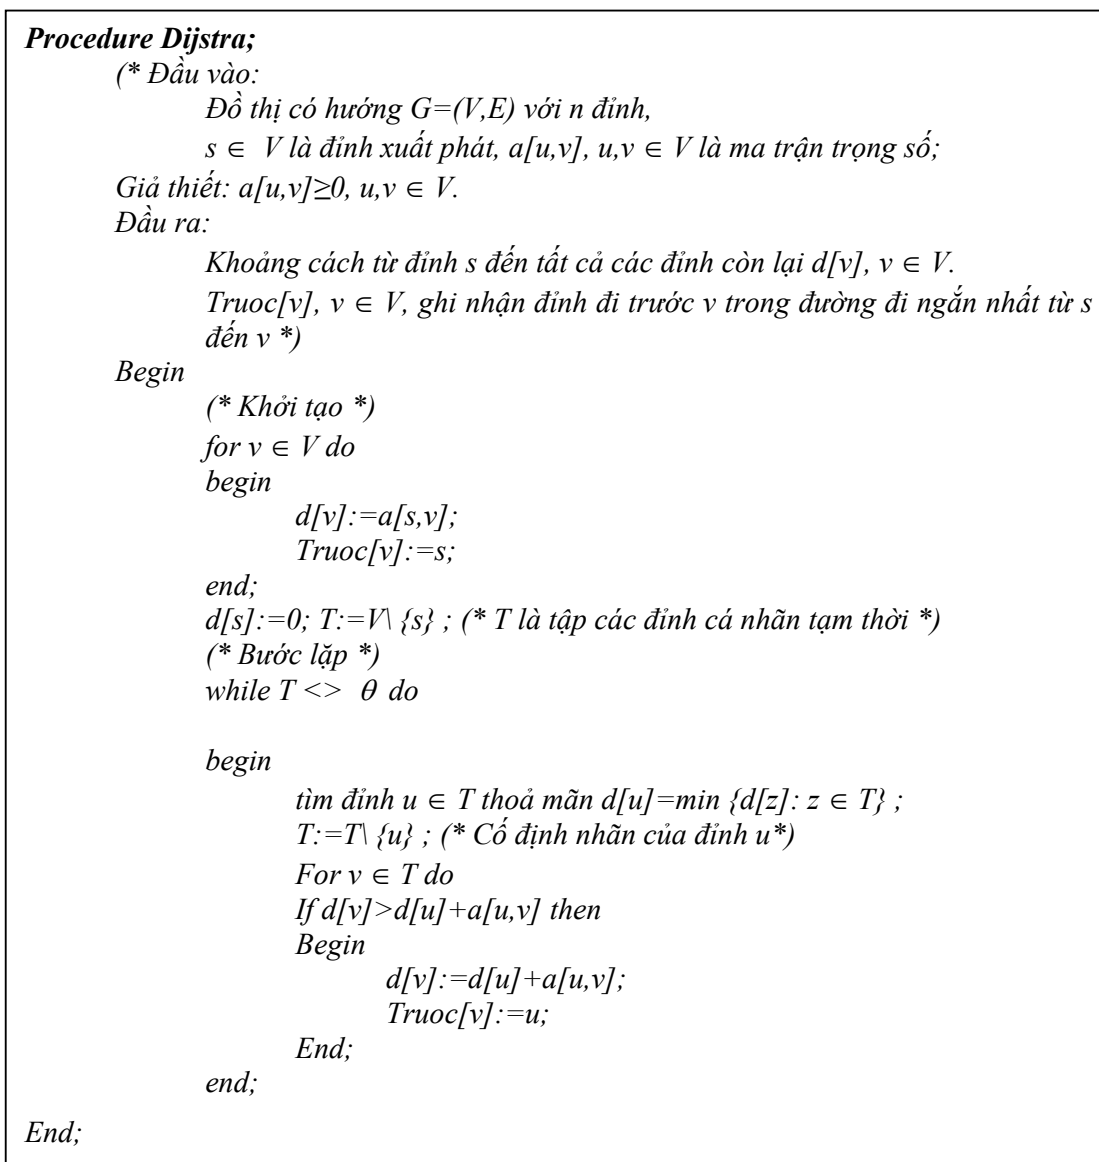 Procedure Dijstra;
(* Đầu vào:
Đồ thị có hướng G=(V,E) với n đỉnh,
s ∈ V là đỉnh xuất phát, a[u,v], u,v ∈ V là ma trận trọng số;
Giả thiết: a[u,v]≥0, u,v ∈ V.
Đầu ra:
Khoảng cách từ đỉnh s đến tất cả các đỉnh còn lại d[v], v ∈ V.
Truoc[v], v ∈ V, ghi nhận đỉnh đi trước v trong đường đi ngắn nhất từ s
đến v *)
Begin
(* Khởi tạo *)
for v ∈ V do
begin
d[v]:=a[s,v];
Truoc[v]:=s;
end;
d[s]:=0; T:=V\ {s} ; (* T là tập các đỉnh cá nhãn tạm thời *)
(* Bước lặp *)
while T <> θ do
begin
tìm đỉnh u ∈ T thoả mãn d[u]=min {d[z]: z ∈ T} ;
T:=T\ {u} ; (* Cố định nhãn của đỉnh u*)
For v ∈ T do
If d[v]>d[u]+a[u,v] then
Begin
d[v]:=d[u]+a[u,v];
Truoc[v]:=u;
End;
end;
End;